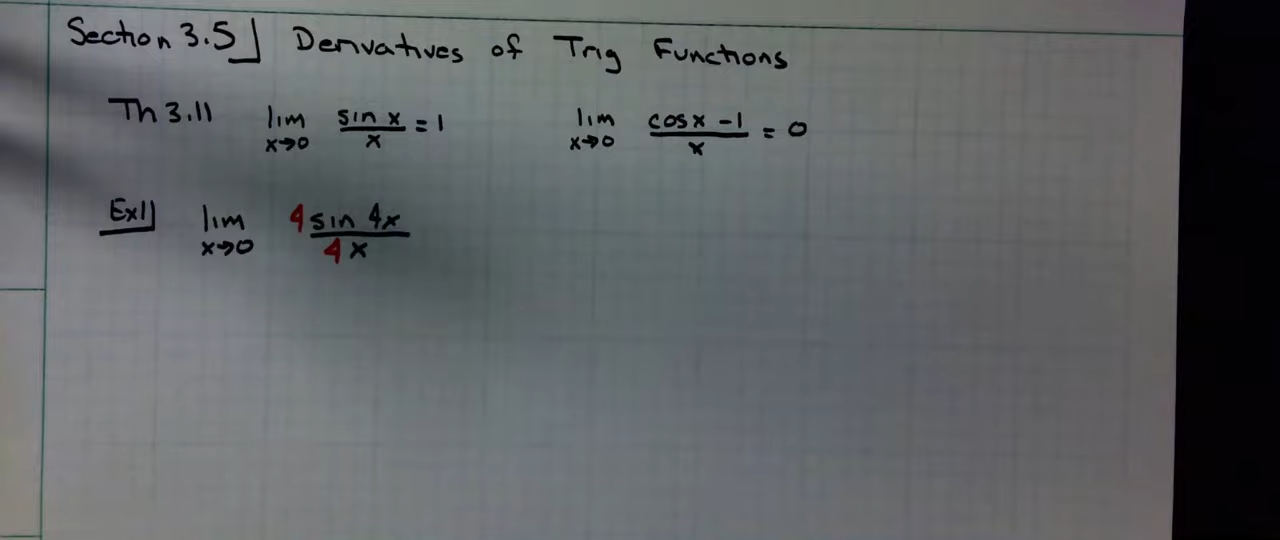 Section 3.5] Derivatives of Trig Functions
Th 3.11 lim x→0 sin x / x = 1 lim x→0 cos x - 1 / x = 0
Ex1] lim x→0 4 sin 4x / 4x